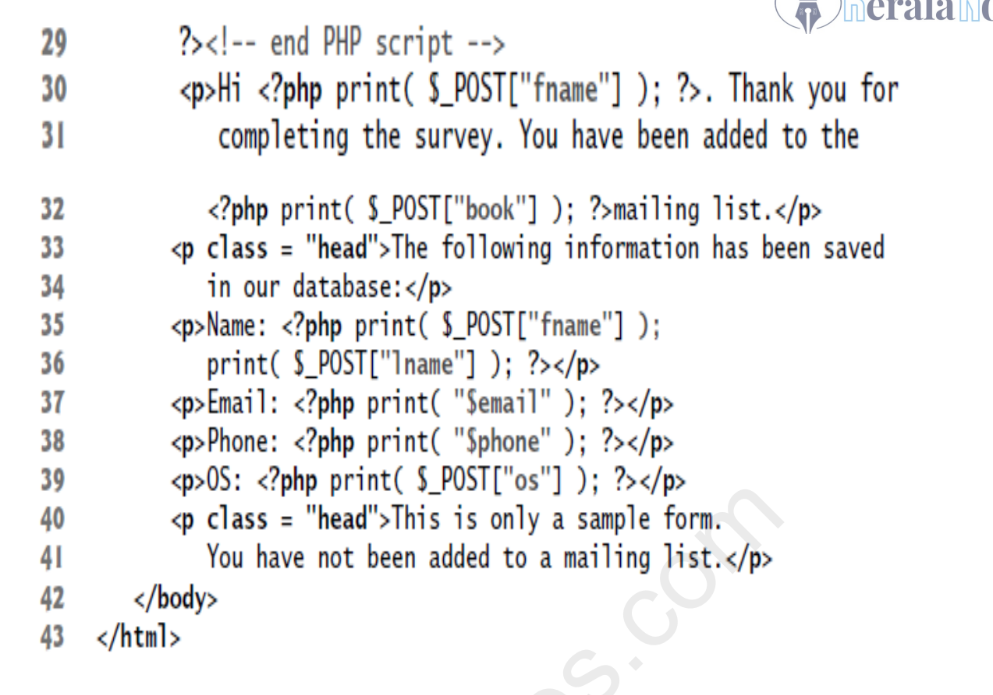 Kerala No
29 ?><!-- end PHP script -->
30 <p>Hi <?php print( $_POST["fname"] ); ?>. Thank you for
31 completing the survey. You have been added to the
32 <?php print( $_POST["book"] ); ?>mailing list.</p>
33 <p class = "head">The following information has been saved
34 in our database:</p>
35 <p>Name: <?php print( $_POST["fname"] );
36 print( $_POST["lname"] ); ?></p>
37 <p>Email: <?php print( "$email" ); ?></p>
38 <p>Phone: <?php print( "$phone" ); ?></p>
39 <p>OS: <?php print( $_POST["os"] ); ?></p>
40 <p class = "head">This is only a sample form.
41 You have not been added to a mailing list.</p>
42 </body>
43 </html>
es.com